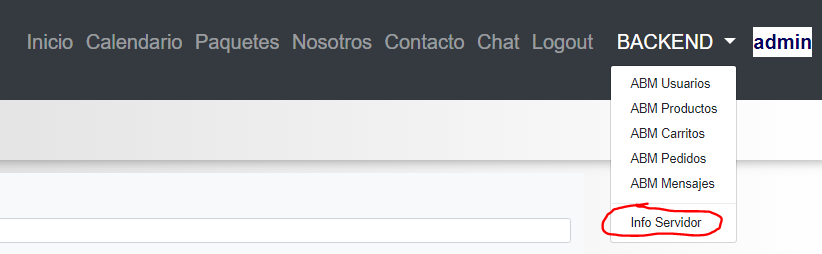 Inicio Calendario Paquetes Nosotros Contacto Chat Logout BACKEND admin
ABM Usuarios
ABM Productos
ABM Carritos
ABM Pedidos
ABM Mensajes
Info Servidor